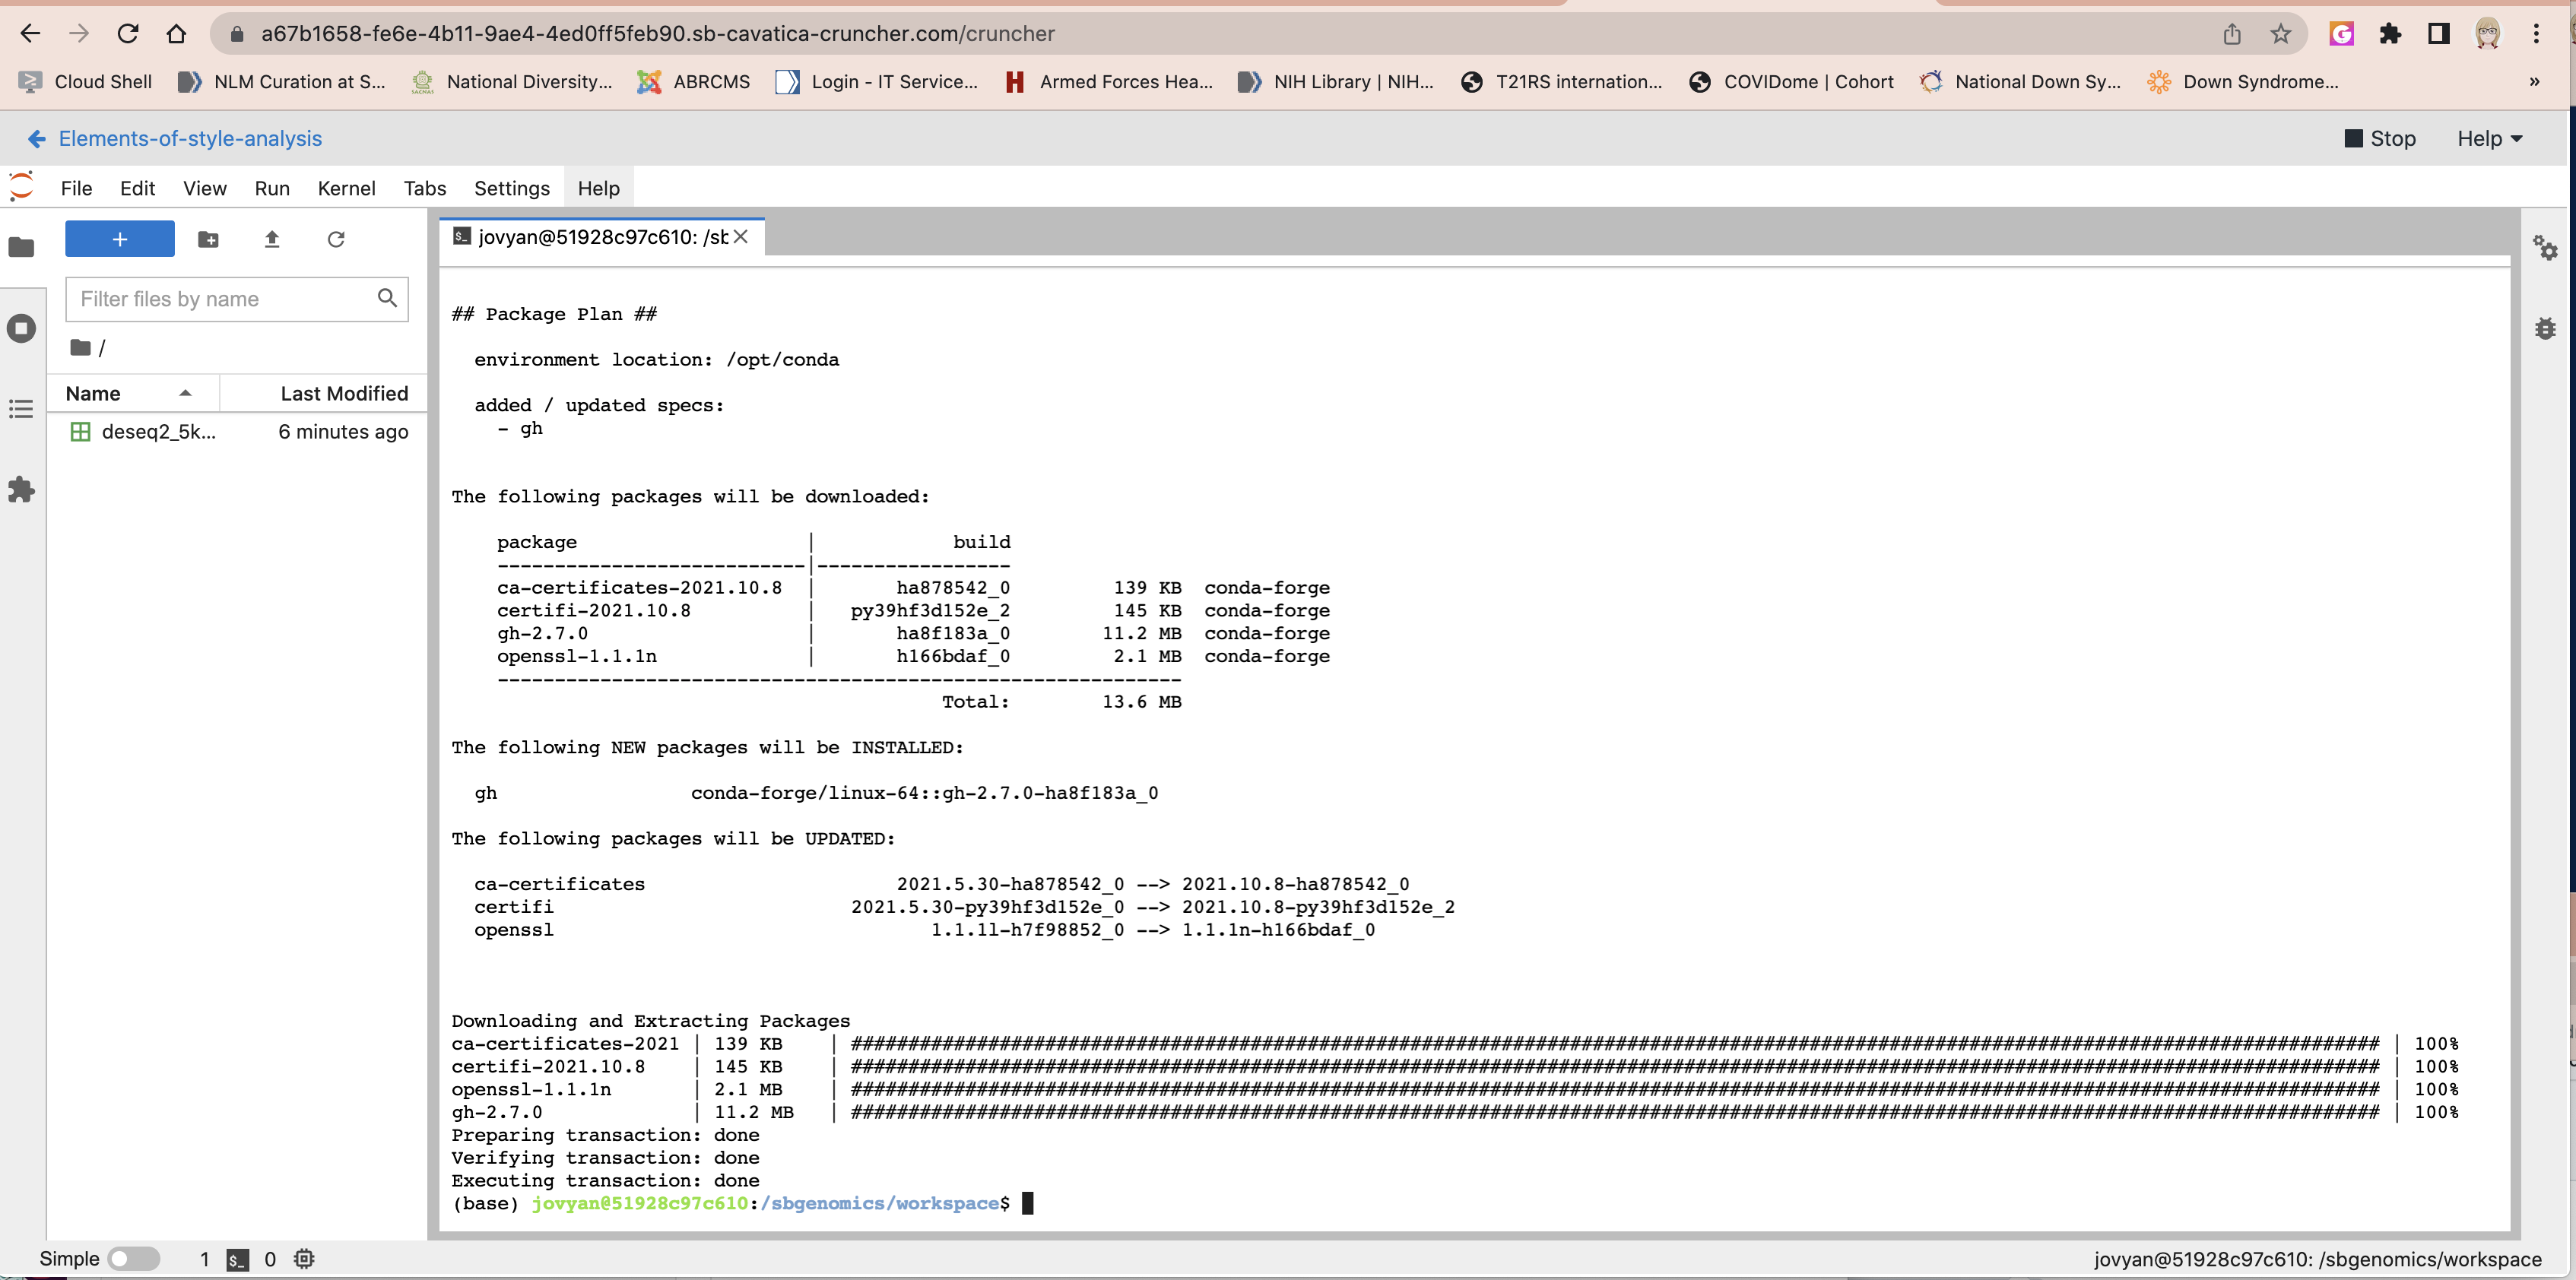 a67b1658-fe6e-4b11-9ae4-4ed0ff5feb90.sb-cavatica-cruncher.com/cruncher
Cloud Shell NLM Curation at S... National Diversity... ABRCMS Login - IT Service... Armed Forces Hea... NIH Library | NIH... T21RS internation... COVIDome | Cohort National Down Sy... Down Syndrome... »
Elements-of-style-analysis Stop Help
File Edit View Run Kernel Tabs Settings Help
+
jovyan@51928c97c610: /sb
Filter files by name
/
Name Last Modified
deseq2_5k... 6 minutes ago
## Package Plan ##
environment location: /opt/conda
added / updated specs:
- gh
The following packages will be downloaded:
package | build
---------------------------|-----------------
ca-certificates-2021.10.8 | ha878542_0 139 KB conda-forge
certifi-2021.10.8 | py39hf3d152e_2 145 KB conda-forge
gh-2.7.0 | ha8f183a_0 11.2 MB conda-forge
openssl-1.1.1n | h166bdaf_0 2.1 MB conda-forge
------------------------------------------------------------
Total: 13.6 MB
The following NEW packages will be INSTALLED:
gh conda-forge/linux-64::gh-2.7.0-ha8f183a_0
The following packages will be UPDATED:
ca-certificates 2021.5.30-ha878542_0 --> 2021.10.8-ha878542_0
certifi 2021.5.30-py39hf3d152e_0 --> 2021.10.8-py39hf3d152e_2
openssl 1.1.1l-h7f98852_0 --> 1.1.1n-h166bdaf_0
Downloading and Extracting Packages
ca-certificates-2021 | 139 KB | ###################################################################################################################################### | 100%
certifi-2021.10.8 | 145 KB | ###################################################################################################################################### | 100%
openssl-1.1.1n | 2.1 MB | ###################################################################################################################################### | 100%
gh-2.7.0 | 11.2 MB | ###################################################################################################################################### | 100%
Preparing transaction: done
Verifying transaction: done
Executing transaction: done
(base) jovyan@51928c97c610:/sbgenomics/workspace$
Simple 1 $_ 0 jovyan@51928c97c610: /sbgenomics/workspace